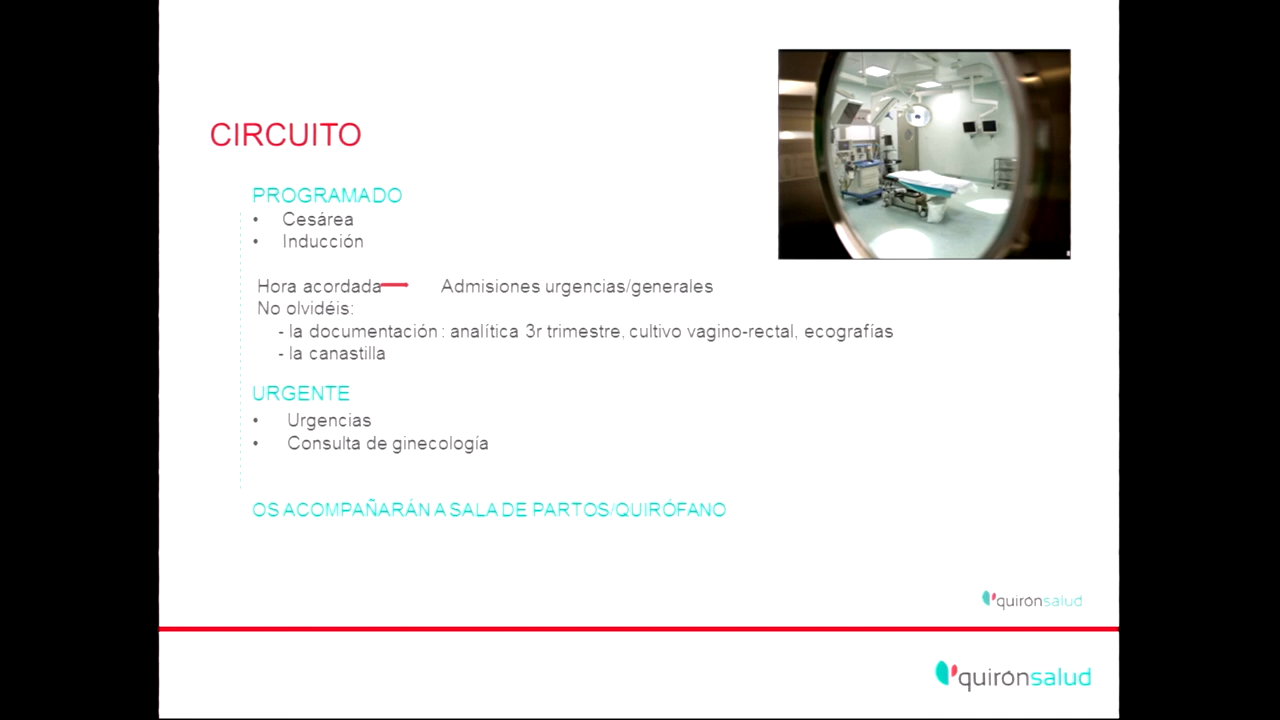 CIRCUITO
PROGRAMADO
• Cesárea
• Inducción
Hora acordada Admisiones urgencias/generales
No olvidéis:
- la documentación : analítica 3r trimestre, cultivo vagino-rectal, ecografías
- la canastilla
URGENTE
• Urgencias
• Consulta de ginecología
OS ACOMPAÑARÁN A SALA DE PARTOS/QUIRÓFANO
quirónsalud
quirónsalud